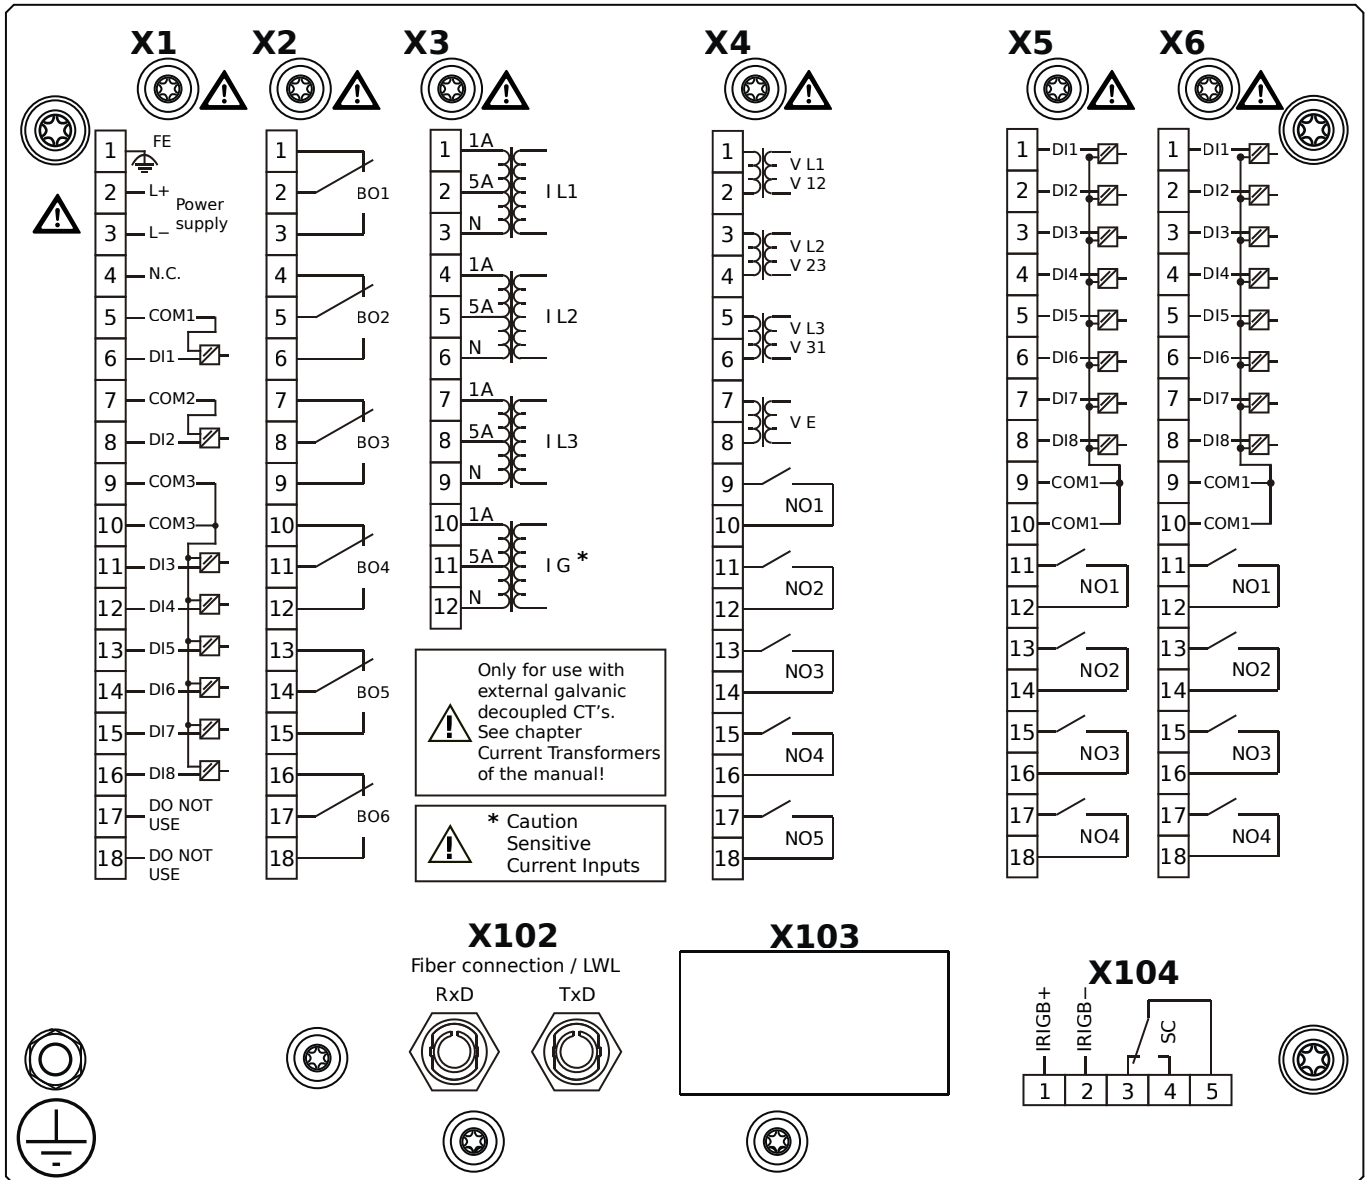 X1
X2
X3
X4
X5
X6
1 FE
2 L+
Power
supply
3 L−
4 N.C.
5 COM1
6 DI1
7 COM2
8 DI2
9 COM3
10 COM3
11 DI3
12 DI4
13 DI5
14 DI6
15 DI7
16 DI8
17 DO NOT
USE
18 DO NOT
USE
1
2 BO1
3
4
5 BO2
6
7
8 BO3
9
10
11 BO4
12
13
14 BO5
15
16
17 BO6
18
1 1A
2 5A I L1
3 N
4 1A
5 5A I L2
6 N
7 1A
8 5A I L3
9 N
10 1A
11 5A I G *
12 N
Only for use with
external galvanic
decoupled CT's.
See chapter
Current Transformers
of the manual!
* Caution
Sensitive
Current Inputs
1 V L1
2 V 12
3 V L2
4 V 23
5 V L3
6 V 31
7 V E
8
9 NO1
10
11 NO2
12
13 NO3
14
15 NO4
16
17 NO5
18
1 DI1
2 DI2
3 DI3
4 DI4
5 DI5
6 DI6
7 DI7
8 DI8
9 COM1
10 COM1
11 NO1
12
13 NO2
14
15 NO3
16
17 NO4
18
1 DI1
2 DI2
3 DI3
4 DI4
5 DI5
6 DI6
7 DI7
8 DI8
9 COM1
10 COM1
11 NO1
12
13 NO2
14
15 NO3
16
17 NO4
18
X102
Fiber connection / LWL
RxD TxD
X103
X104
IRIGB+
IRIGB−
SC
1 2 3 4 5